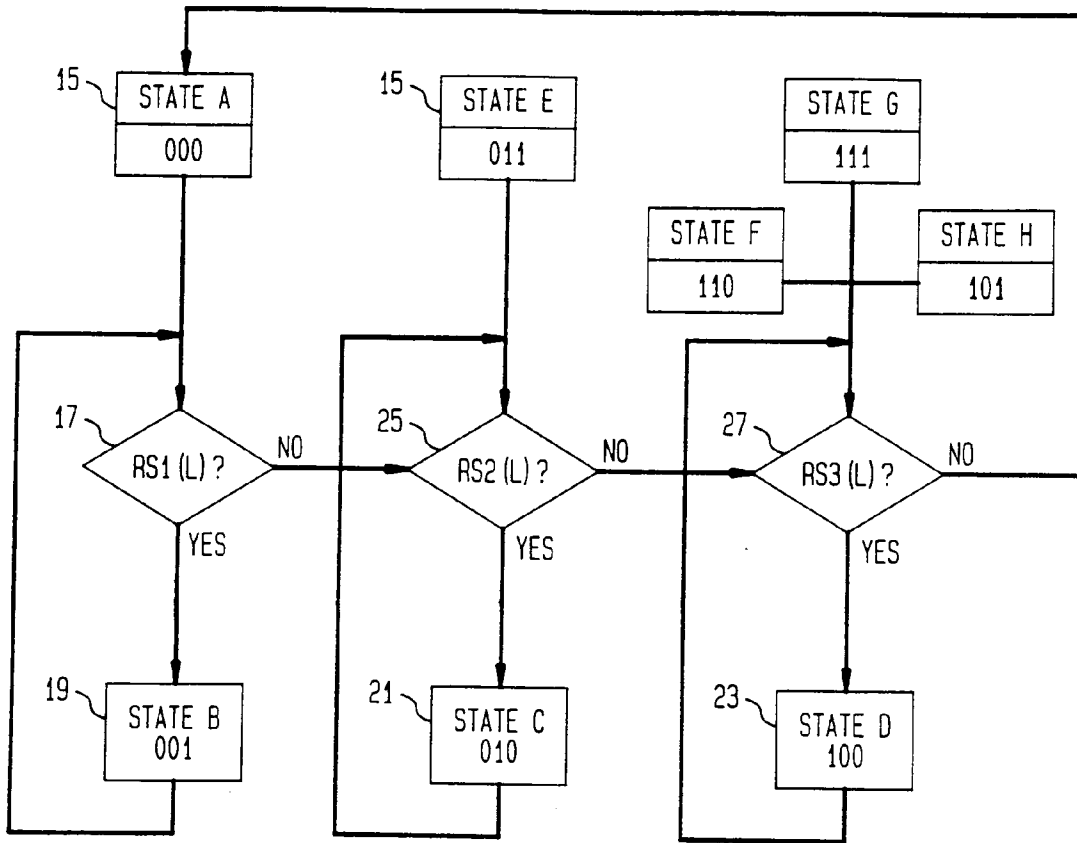 15
STATE A
000
15
STATE E
011
STATE G
111
STATE F
110
STATE H
101
17
RS1(L)?
NO
YES
25
RS2(L)?
NO
YES
27
RS3(L)?
NO
YES
19
STATE B
001
21
STATE C
010
23
STATE D
100